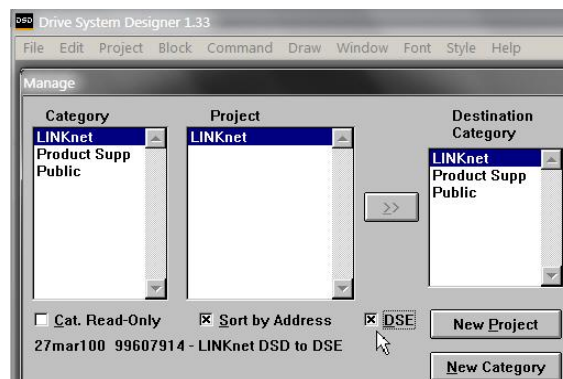 DSD Drive System Designer 1.33
File Edit Project Block Command Draw Window Font Style Help
Manage
Category Project Destination Category
LINKnet LINKnet LINKnet
Product Supp Product Supp
Public Public
>>
Cat. Read-Only Sort by Address DSE New Project
27mar100 99607914 - LINKnet DSD to DSE
New Category